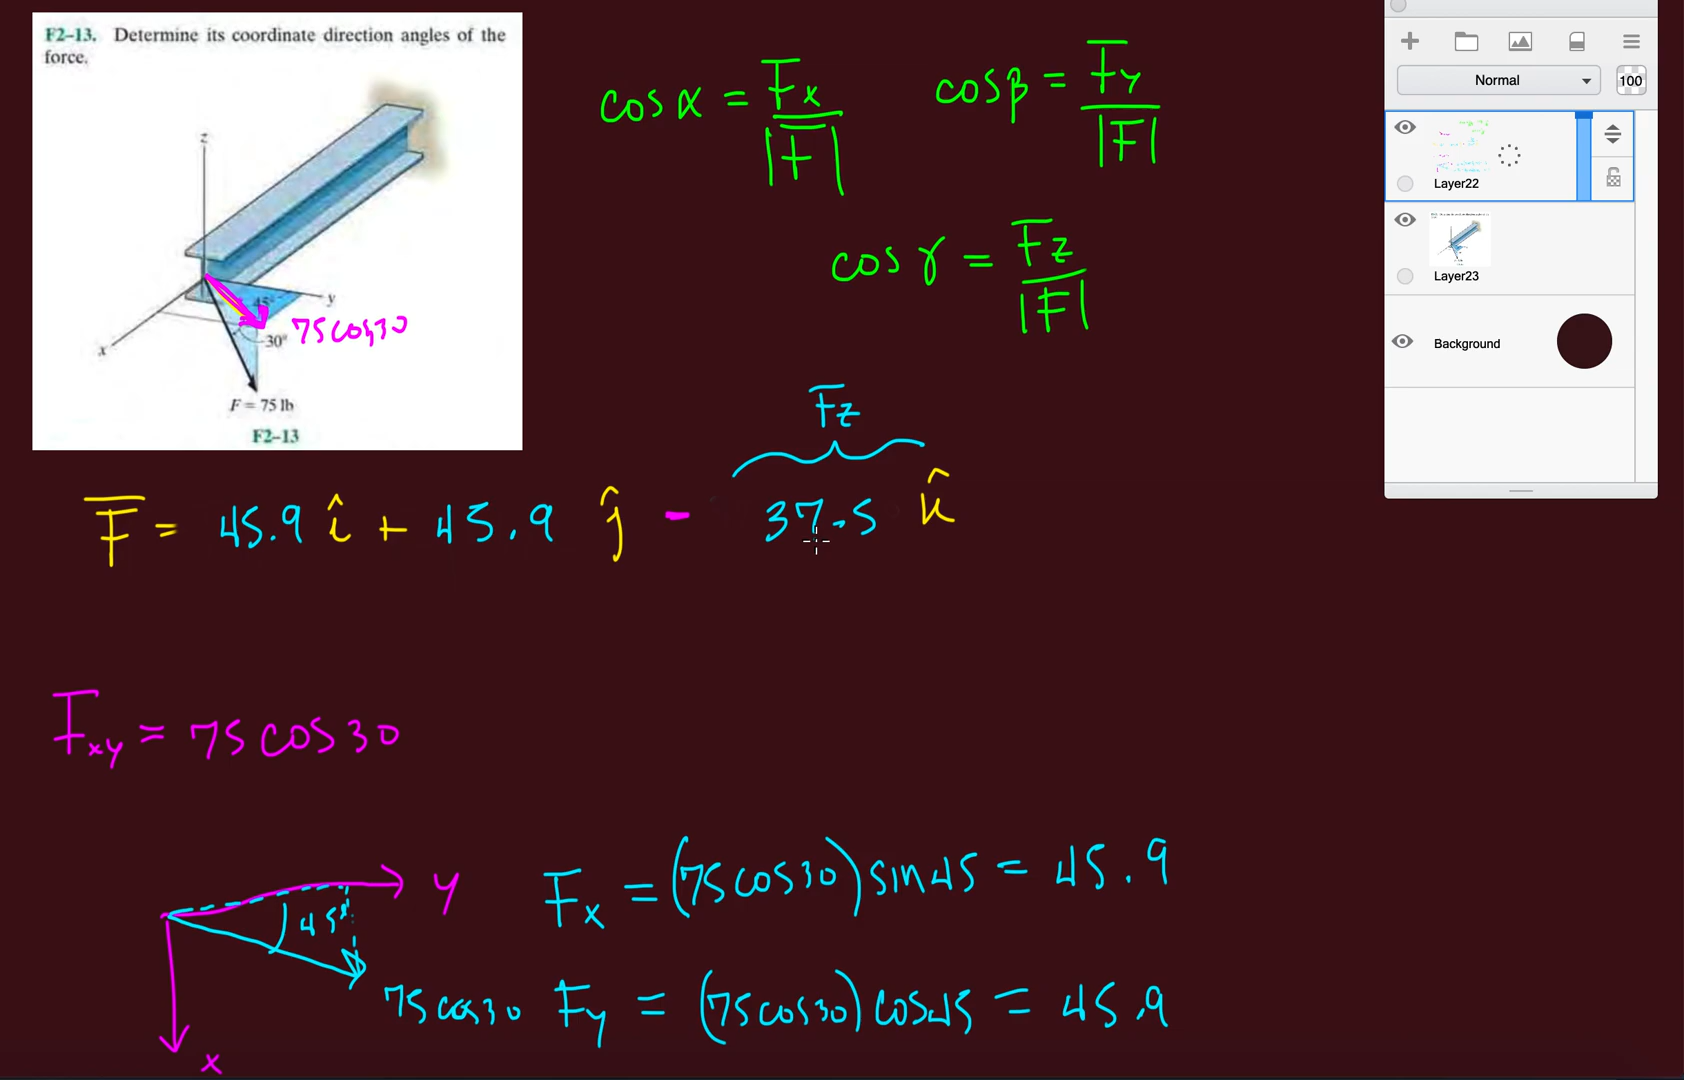 F2–13. Determine its coordinate direction angles of the
force.
z
45°
y
30°
75cos30
x
F = 75 lb
F2–13
cos α = Fx / |F|
cos β = Fy / |F|
cos γ = Fz / |F|
Fz
F = 45.9 î + 45.9 ĵ - 37.5 k̂
Fxy = 75 cos 30
y
45°
75cos30
x
Fx = (75cos30) sin45 = 45.9
Fy = (75cos30) cos45 = 45.9
Normal
100
Layer22
Layer23
Background